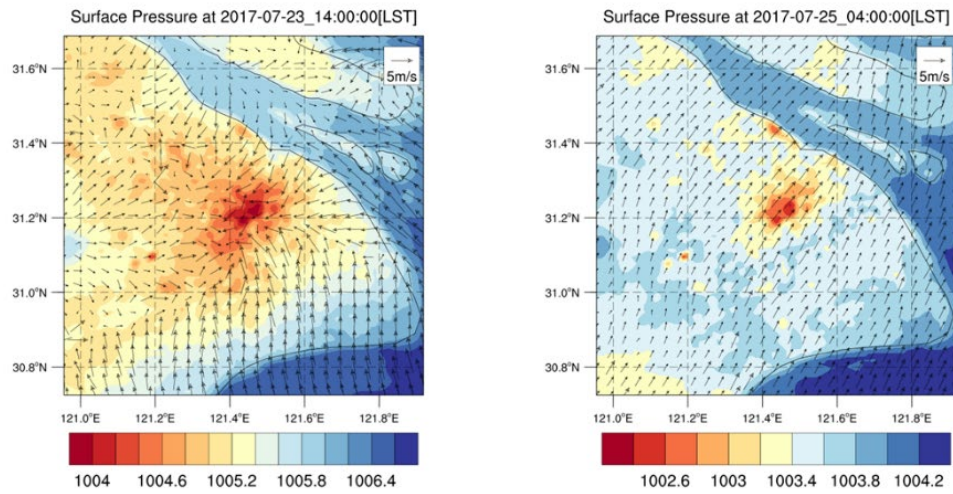 Surface Pressure at 2017-07-23_14:00:00[LST]
31.6°N
31.4°N
31.2°N
31.0°N
30.8°N
5m/s
121.0°E 121.2°E 121.4°E 121.6°E 121.8°E
1004 1004.6 1005.2 1005.8 1006.4
Surface Pressure at 2017-07-25_04:00:00[LST]
31.6°N
31.4°N
31.2°N
31.0°N
30.8°N
5m/s
121.0°E 121.2°E 121.4°E 121.6°E 121.8°E
1002.6 1003 1003.4 1003.8 1004.2